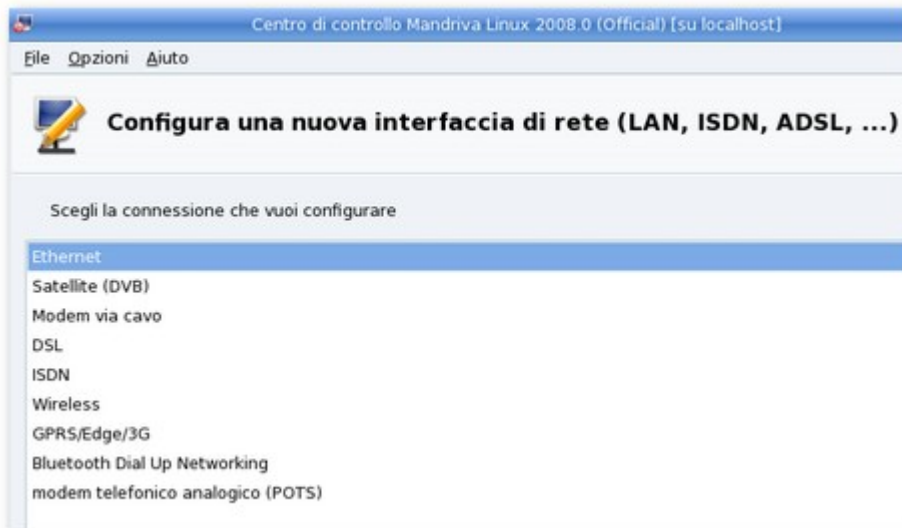 Centro di controllo Mandriva Linux 2008.0 (Official) [su localhost]
File Opzioni Aiuto
Configura una nuova interfaccia di rete (LAN, ISDN, ADSL, ...)
Scegli la connessione che vuoi configurare
Ethernet
Satellite (DVB)
Modem via cavo
DSL
ISDN
Wireless
GPRS/Edge/3G
Bluetooth Dial Up Networking
modem telefonico analogico (POTS)